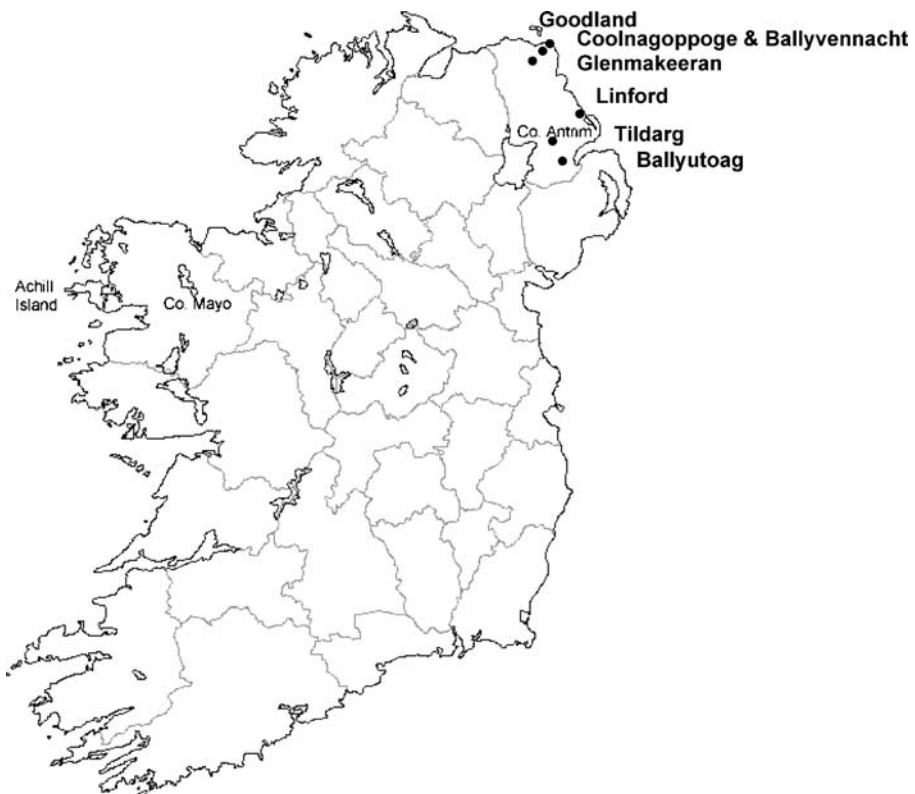 Goodland
Coolnagoppoge & Ballyvennacht
Glenmakeeran
Linford
Co. Antrim
Tildarg
Ballyutoag
Achill
Island
Co. Mayo